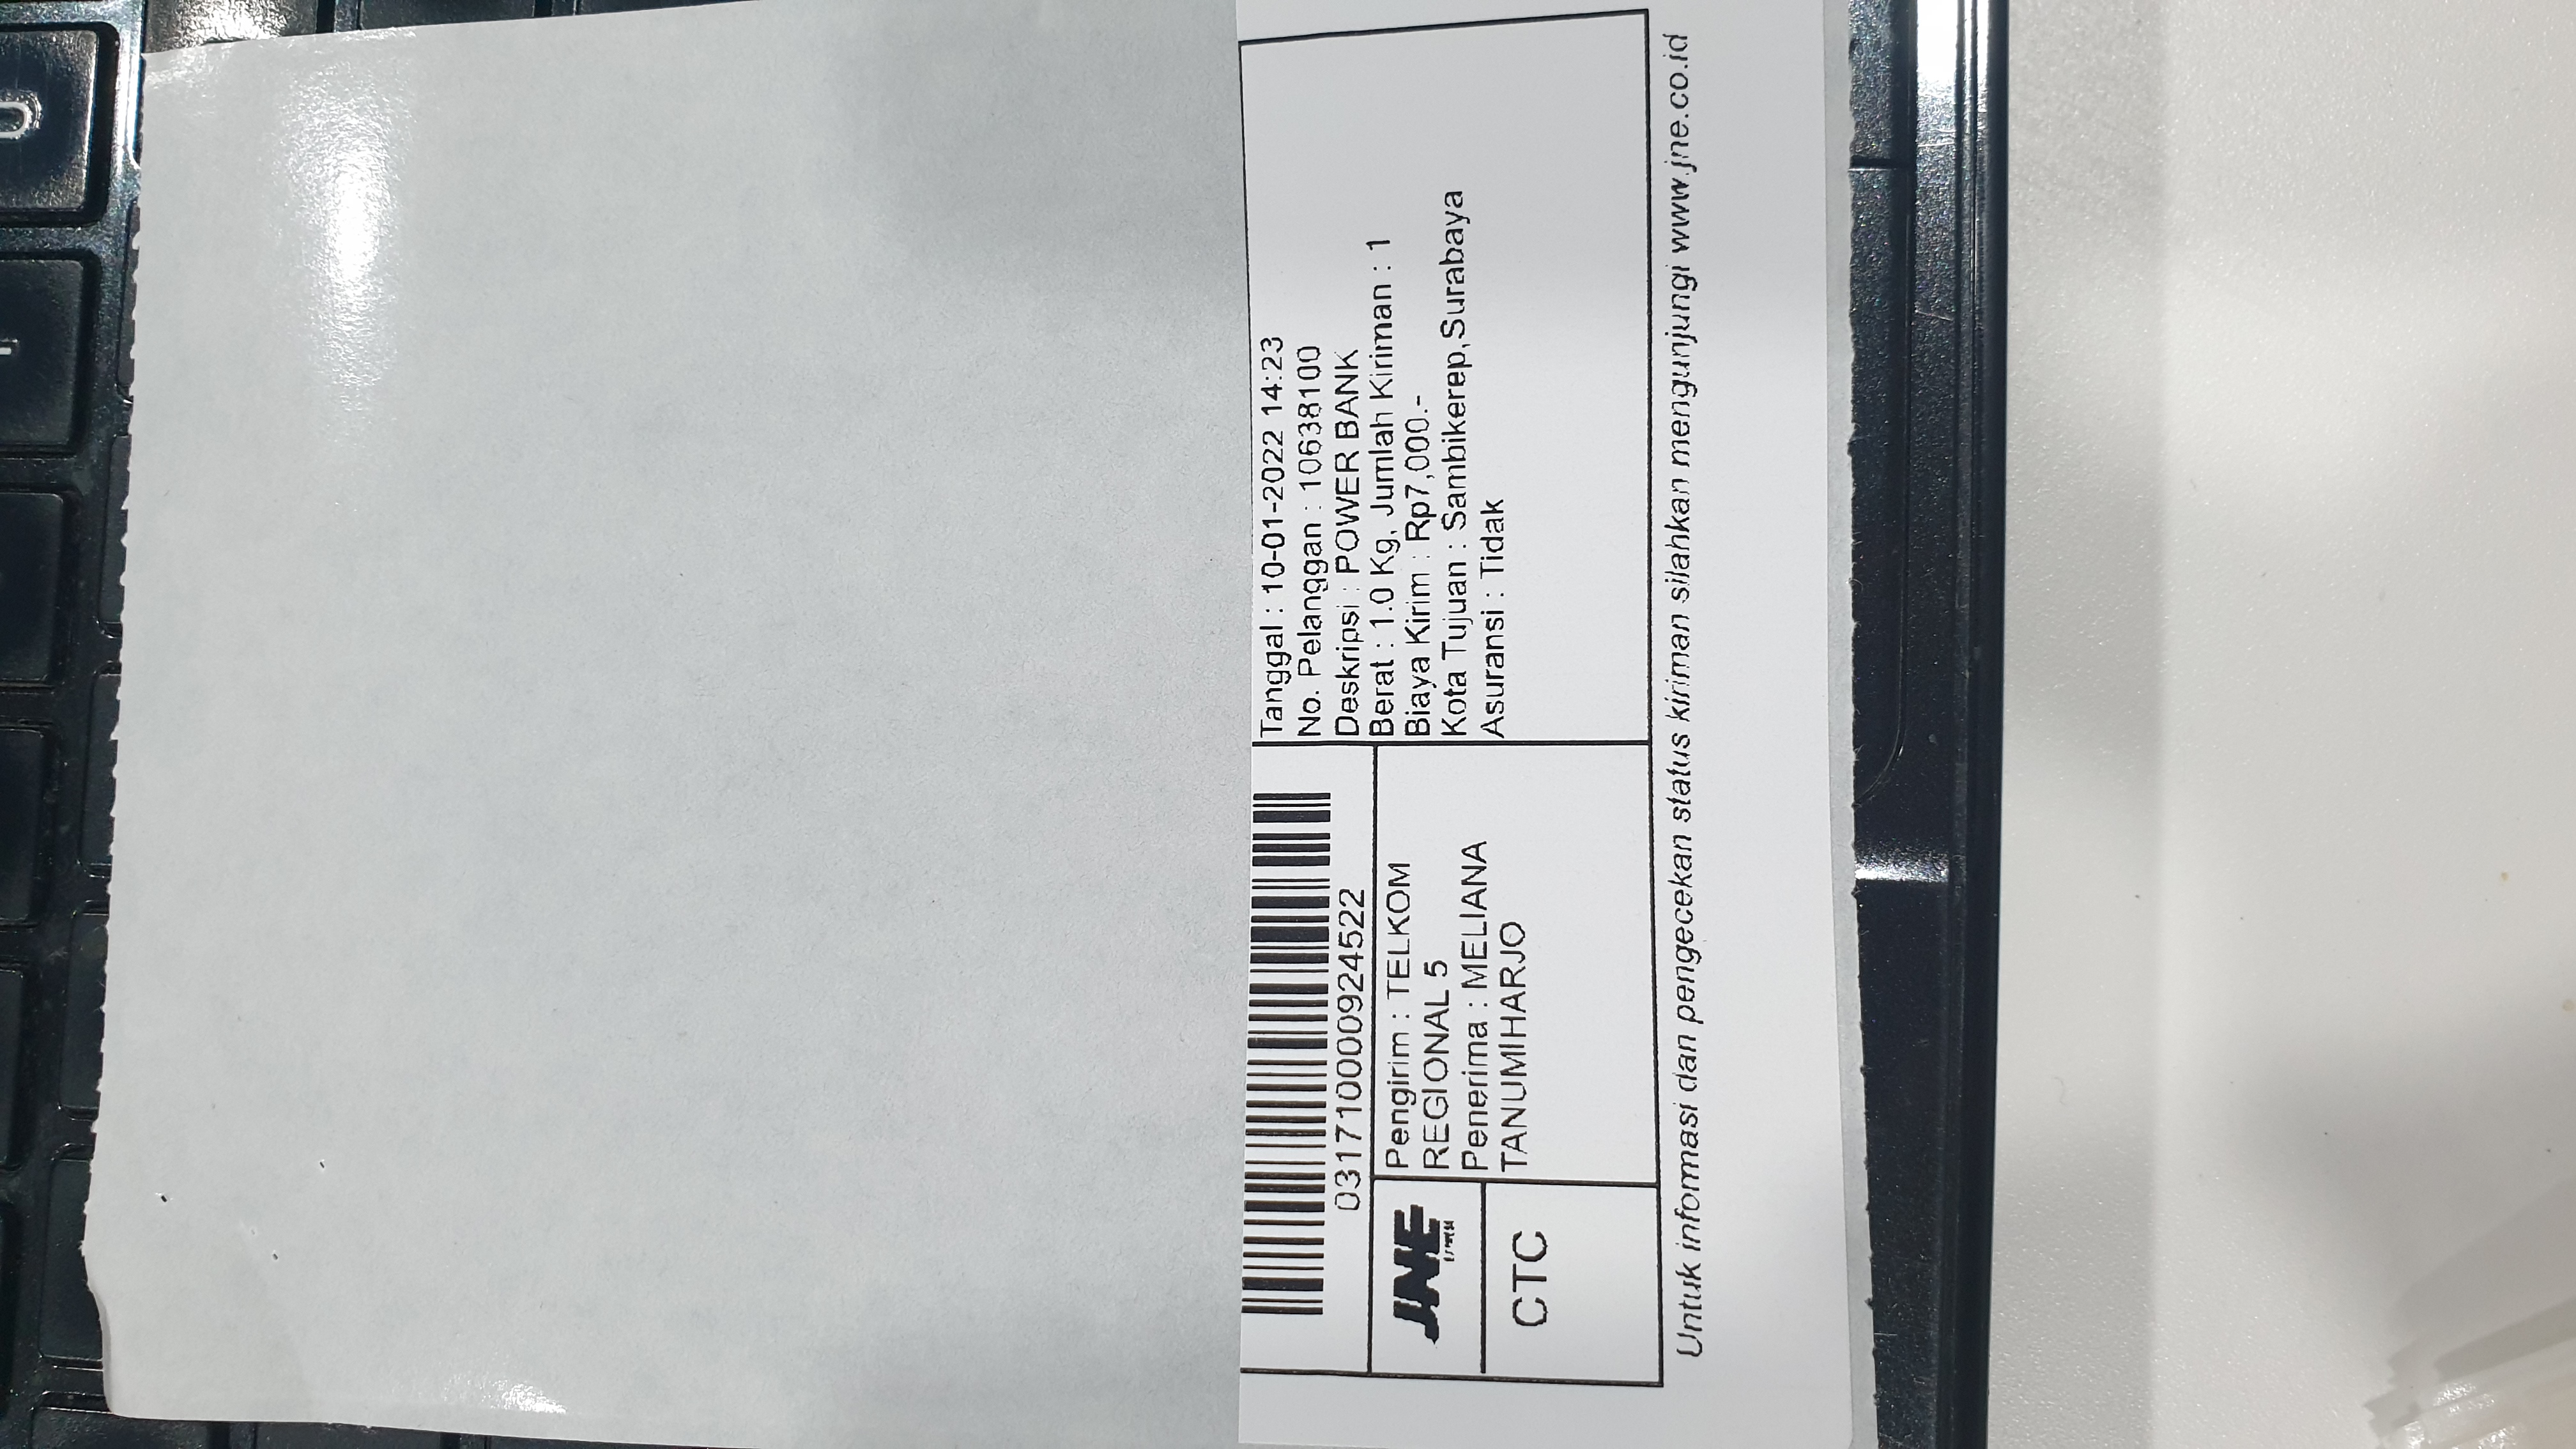 031710000924522
JNE
EXPRESS
CTC
Pengirim : TELKOM
REGIONAL 5
Penerima : MELIANA
TANUMIHARJO
Tanggal : 10-01-2022 14:23
No. Pelanggan : 10638100
Deskripsi : POWER BANK
Berat : 1.0 Kg, Jumlah Kiriman : 1
Biaya Kirim : Rp7,000.-
Kota Tujuan : Sambikerep,Surabaya
Asuransi : Tidak
Untuk informasi dan pengecekan status kiriman silahkan mengunjungi www.jne.co.id